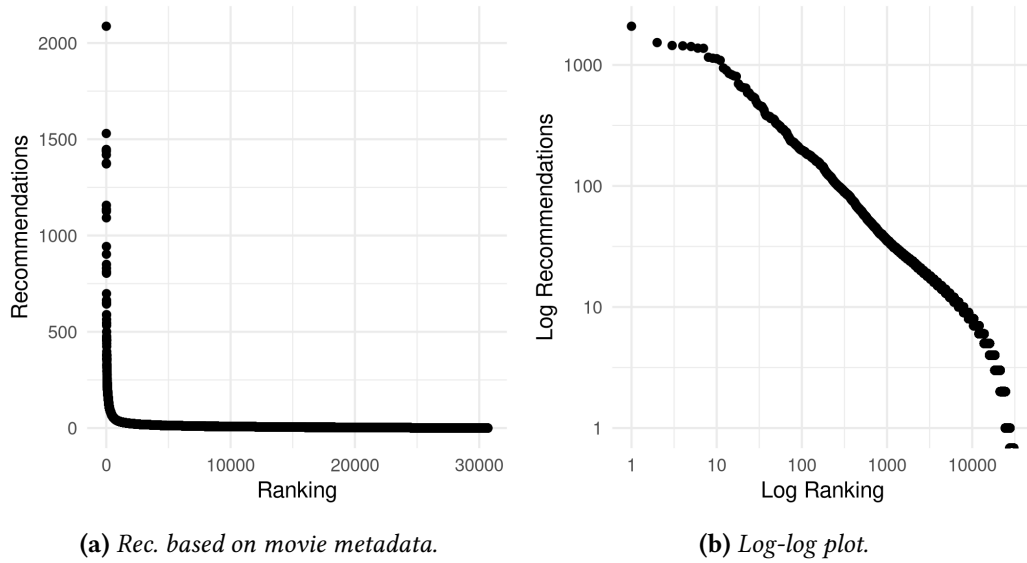 2000
1500
1000
500
0
Recommendations
0 10000 20000 30000
Ranking
(a) Rec. based on movie metadata.
1000
100
10
1
Log Recommendations
1 10 100 1000 10000
Log Ranking
(b) Log-log plot.